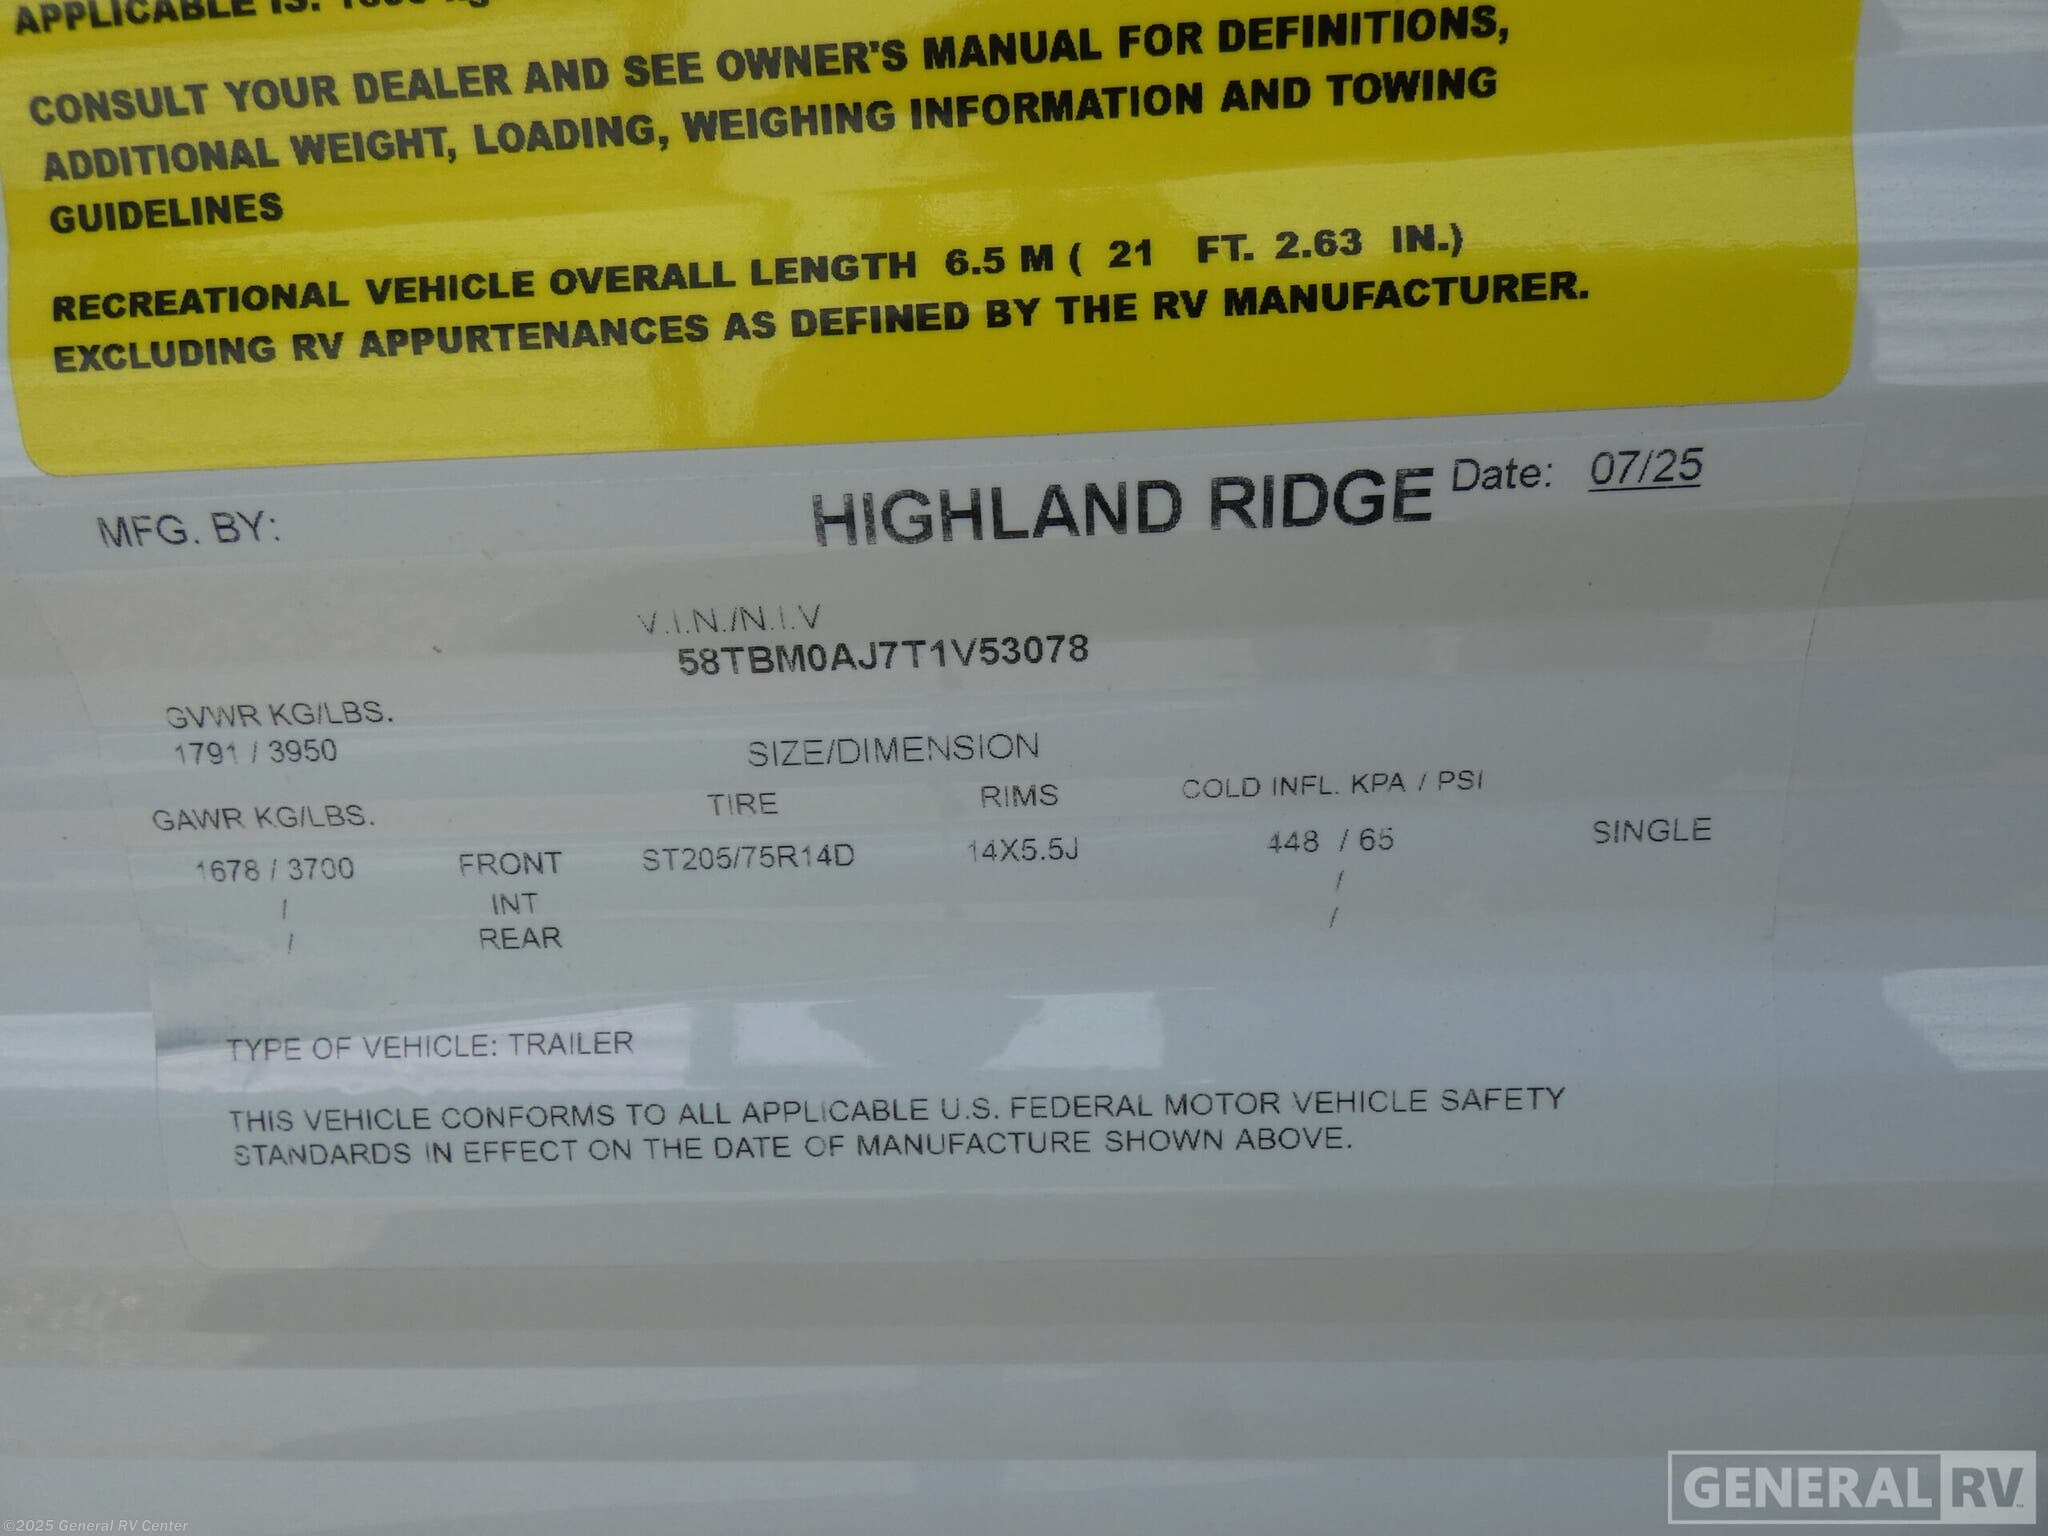 APPLICABLE IS:
CONSULT YOUR DEALER AND SEE OWNER'S MANUAL FOR DEFINITIONS,
ADDITIONAL WEIGHT, LOADING, WEIGHING INFORMATION AND TOWING
GUIDELINES
RECREATIONAL VEHICLE OVERALL LENGTH 6.5 M ( 21 FT. 2.63 IN.)
EXCLUDING RV APPURTENANCES AS DEFINED BY THE RV MANUFACTURER.
MFG. BY: HIGHLAND RIDGE Date: 07/25
V.I.N./N.I.V
58TBM0AJ7T1V53078
GVWR KG/LBS.
1791 / 3950 SIZE/DIMENSION
GAWR KG/LBS. TIRE RIMS COLD INFL. KPA / PSI
1678 / 3700 FRONT ST205/75R14D 14X5.5J 448 / 65 SINGLE
/ INT /
/ REAR /
TYPE OF VEHICLE: TRAILER
THIS VEHICLE CONFORMS TO ALL APPLICABLE U.S. FEDERAL MOTOR VEHICLE SAFETY
STANDARDS IN EFFECT ON THE DATE OF MANUFACTURE SHOWN ABOVE.
GENERAL RV
©2025 General RV Center